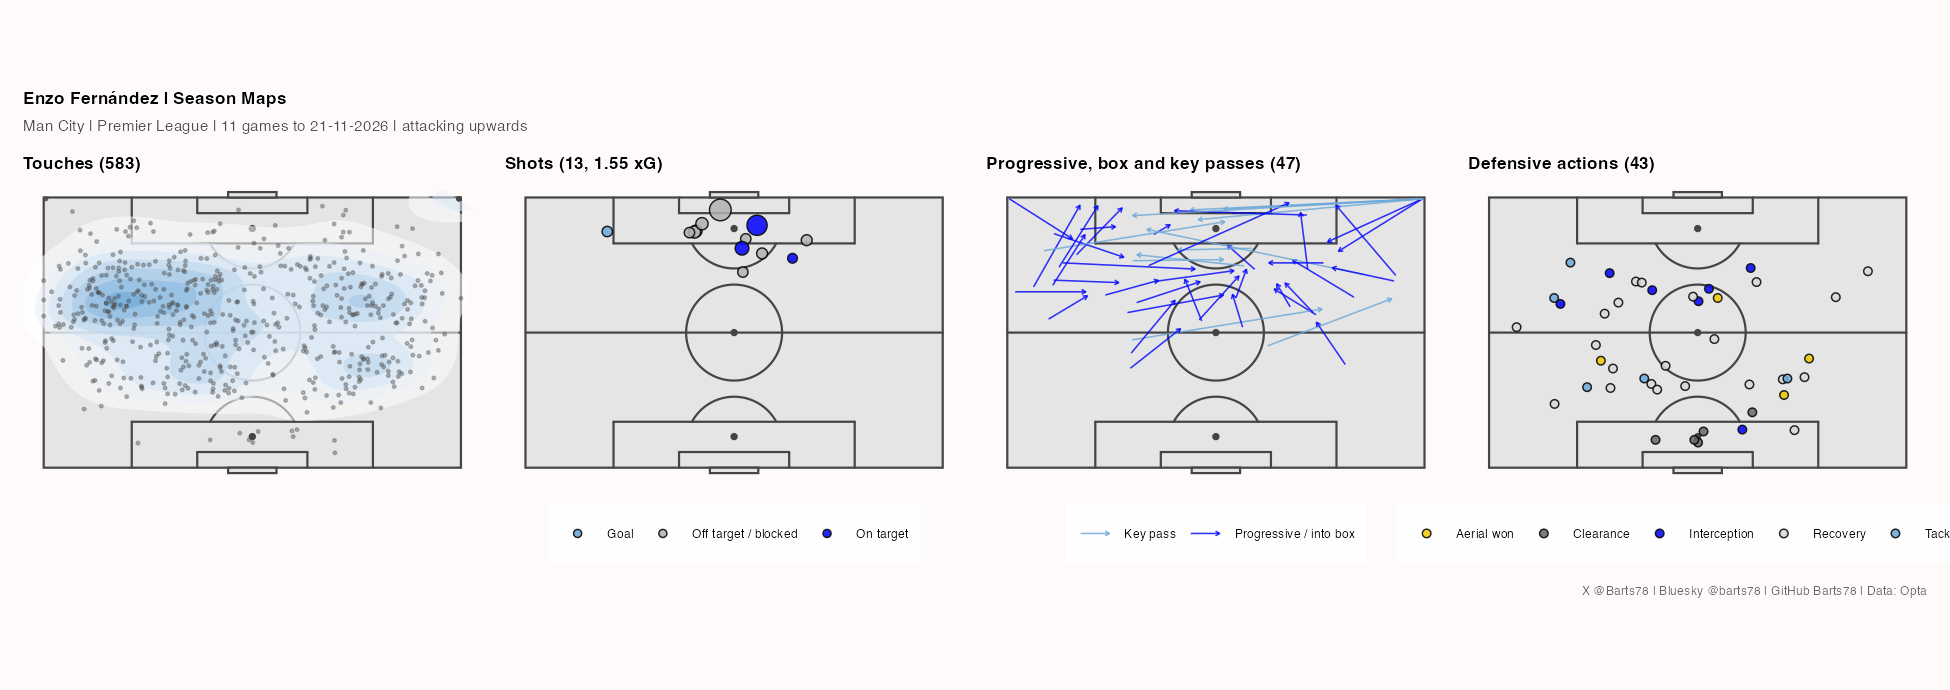 Enzo Fernández | Season Maps
Man City | Premier League | 11 games to 21-11-2026 | attacking upwards
Touches (583)
Shots (13, 1.55 xG)
Progressive, box and key passes (47)
Defensive actions (43)
Goal
Off target / blocked
On target
Key pass
Progressive / into box
Aerial won
Clearance
Interception
Recovery
Tack
X @Barts78 | Bluesky @barts78 | GitHub Barts78 | Data: Opta